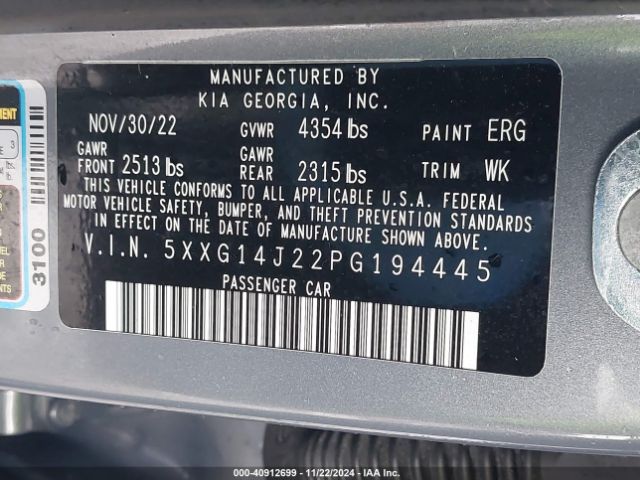 MANUFACTURED BY
KIA GEORGIA, INC.
NOV/30/22 GVWR 4354 lbs PAINT ERG
GAWR FRONT 2513 lbs GAWR REAR 2315 lbs TRIM WK
THIS VEHICLE CONFORMS TO ALL APPLICABLE U.S.A. FEDERAL
MOTOR VEHICLE SAFETY, BUMPER, AND THEFT PREVENTION STANDARDS
IN EFFECT ON THE DATE OF MANUFACTURE SHOWN ABOVE.
V.I.N. 5XXG14J22PG194445
PASSENGER CAR
3100
000-40912699 - 11/22/2024 - IAA Inc.